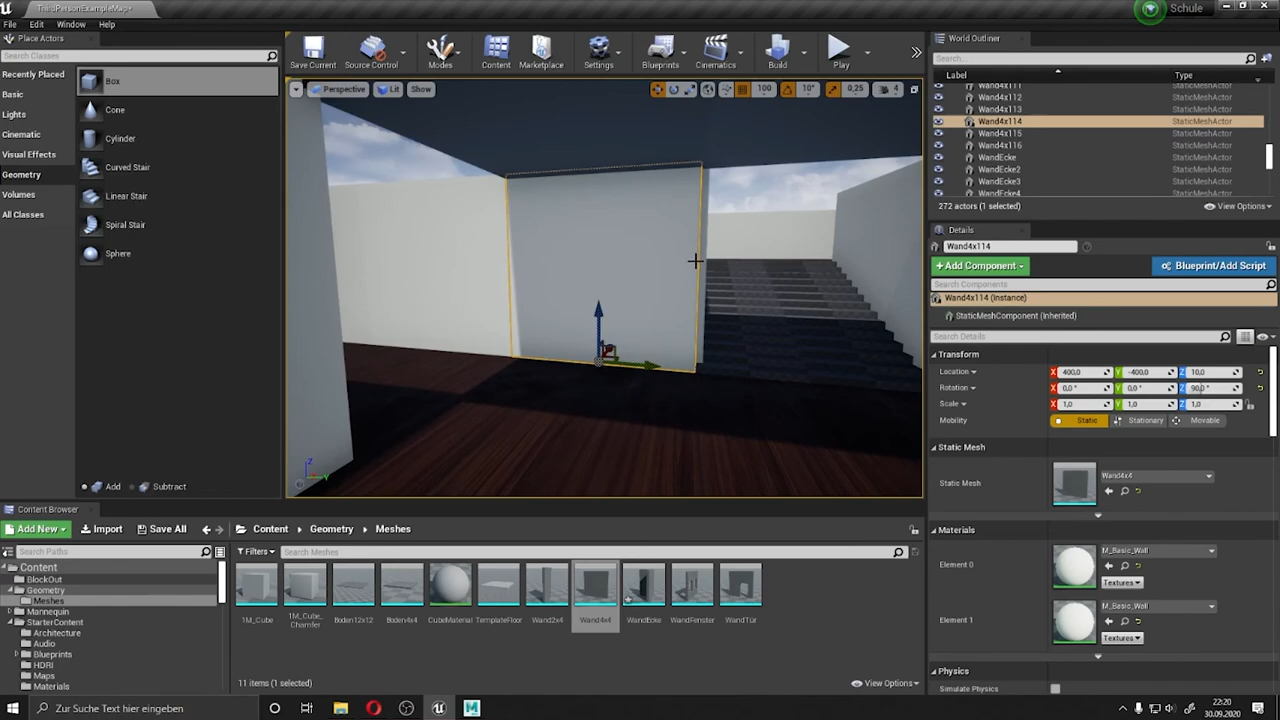 ThirdPersonExampleMap*
Schule
File Edit Window Help
Place Actors
Search Classes
Recently Placed
Basic
Lights
Cinematic
Visual Effects
Geometry
Volumes
All Classes
Box
Cone
Cylinder
Curved Stair
Linear Stair
Spiral Stair
Sphere
Add Subtract
Save Current Source Control Modes Content Marketplace Settings Blueprints Cinematics Build Play
Perspective Lit Show 100 10° 0,25 4
Z
Y
World Outliner
Search...
Label Type
Wand4x111 StaticMeshActor
Wand4x112 StaticMeshActor
Wand4x113 StaticMeshActor
Wand4x114 StaticMeshActor
Wand4x115 StaticMeshActor
Wand4x116 StaticMeshActor
WandEcke StaticMeshActor
WandEcke2 StaticMeshActor
WandEcke3 StaticMeshActor
WandEcke4 StaticMeshActor
272 actors (1 selected) View Options
Details
Wand4x114
+Add Component Blueprint/Add Script
Search Components
Wand4x114 (Instance)
StaticMeshComponent (Inherited)
Search Details
Transform
Location X 400,0 Y -400,0 Z 10,0
Rotation X 0,0 ° Y 0,0 ° Z 90,0 °
Scale X 1,0 Y 1,0 Z 1,0
Mobility Static Stationary Movable
Static Mesh
Static Mesh Wand4x4
Materials
Element 0 M_Basic_Wall
Textures
Element 1 M_Basic_Wall
Textures
Physics
Simulate Physics
Content Browser
Add New Import Save All Content Geometry Meshes
Search Paths
Filters Search Meshes
Content
BlockOut
Geometry
Meshes
Mannequin
StarterContent
Architecture
Audio
Blueprints
HDRI
Maps
Materials
1M_Cube 1M_Cube_Chamfer Boden12x12 Boden4x4 CubeMaterial TemplateFloor Wand2x4 Wand4x4 WandEcke WandFenster WandTür
11 items (1 selected) View Options
Zur Suche Text hier eingeben
22:20
30.09.2020